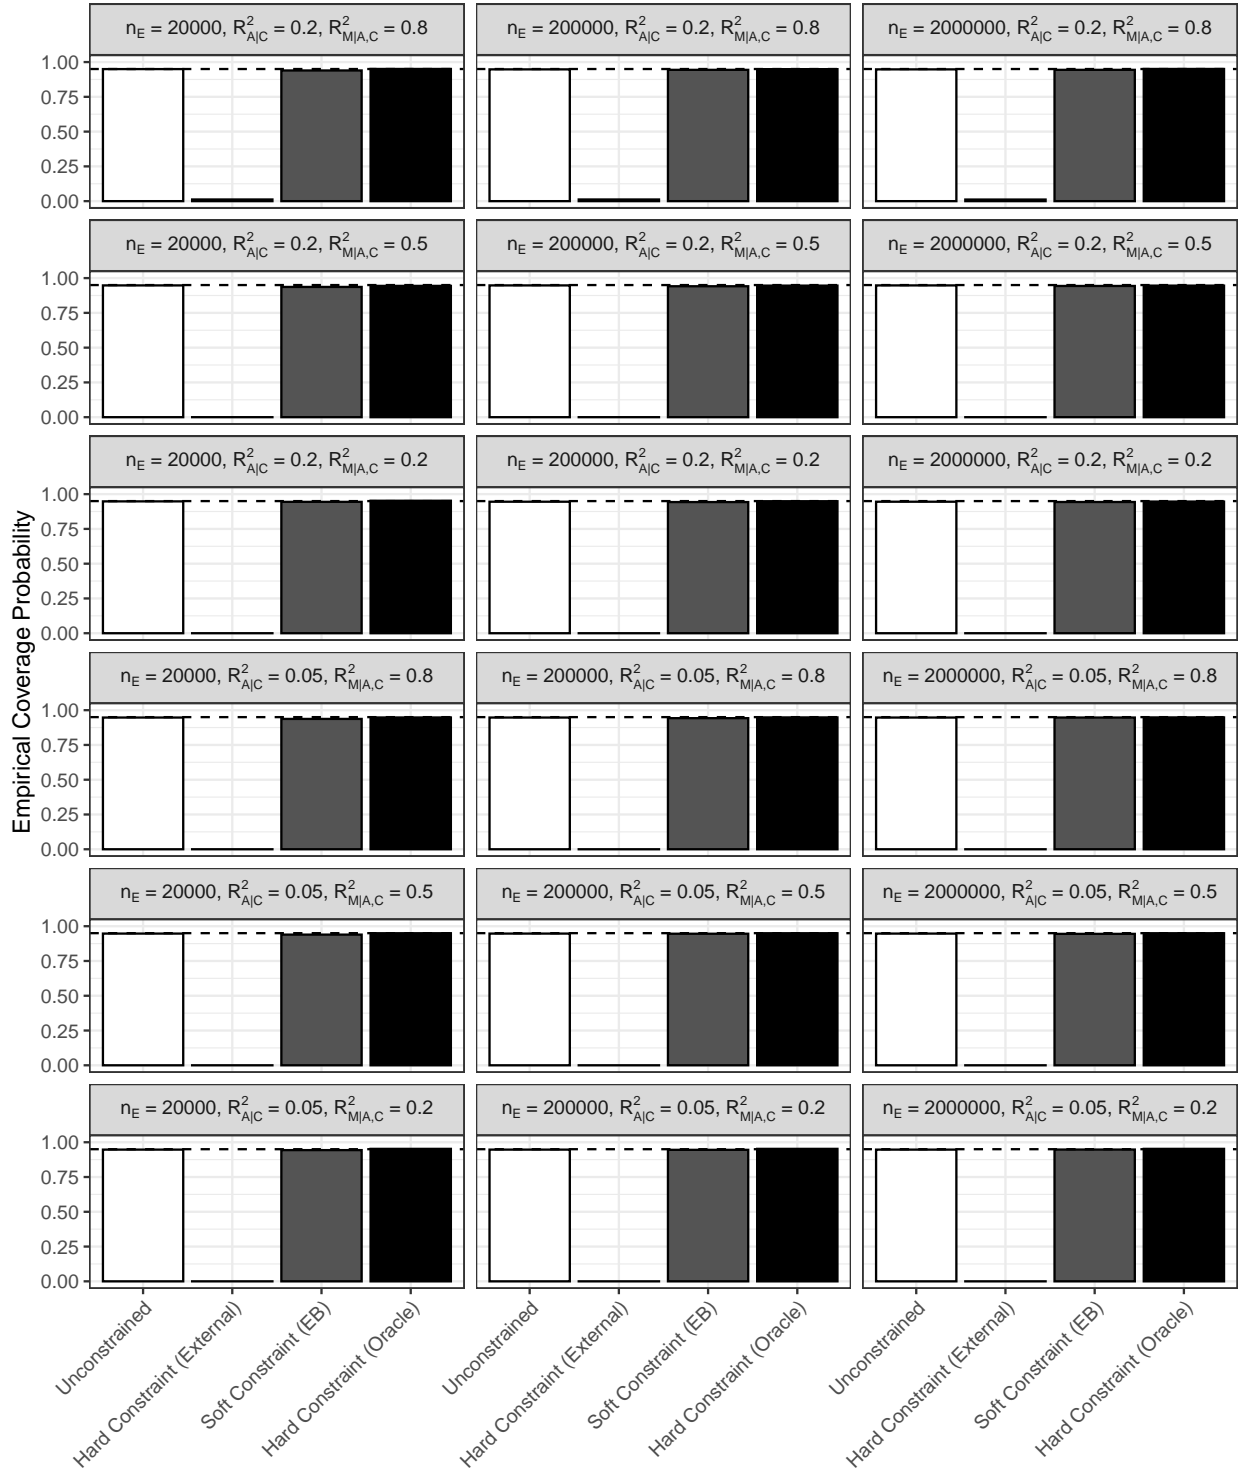 n_E = 20000, R²_A|C = 0.2, R²_M|A,C = 0.8
n_E = 200000, R²_A|C = 0.2, R²_M|A,C = 0.8
n_E = 2000000, R²_A|C = 0.2, R²_M|A,C = 0.8
1.00
0.75
0.50
0.25
0.00
n_E = 20000, R²_A|C = 0.2, R²_M|A,C = 0.5
n_E = 200000, R²_A|C = 0.2, R²_M|A,C = 0.5
n_E = 2000000, R²_A|C = 0.2, R²_M|A,C = 0.5
1.00
0.75
0.50
0.25
0.00
n_E = 20000, R²_A|C = 0.2, R²_M|A,C = 0.2
n_E = 200000, R²_A|C = 0.2, R²_M|A,C = 0.2
n_E = 2000000, R²_A|C = 0.2, R²_M|A,C = 0.2
1.00
0.75
0.50
0.25
0.00
Empirical Coverage Probability
n_E = 20000, R²_A|C = 0.05, R²_M|A,C = 0.8
n_E = 200000, R²_A|C = 0.05, R²_M|A,C = 0.8
n_E = 2000000, R²_A|C = 0.05, R²_M|A,C = 0.8
1.00
0.75
0.50
0.25
0.00
n_E = 20000, R²_A|C = 0.05, R²_M|A,C = 0.5
n_E = 200000, R²_A|C = 0.05, R²_M|A,C = 0.5
n_E = 2000000, R²_A|C = 0.05, R²_M|A,C = 0.5
1.00
0.75
0.50
0.25
0.00
n_E = 20000, R²_A|C = 0.05, R²_M|A,C = 0.2
n_E = 200000, R²_A|C = 0.05, R²_M|A,C = 0.2
n_E = 2000000, R²_A|C = 0.05, R²_M|A,C = 0.2
1.00
0.75
0.50
0.25
0.00
Unconstrained
Hard Constraint (External)
Soft Constraint (EB)
Hard Constraint (Oracle)
Unconstrained
Hard Constraint (External)
Soft Constraint (EB)
Hard Constraint (Oracle)
Unconstrained
Hard Constraint (External)
Soft Constraint (EB)
Hard Constraint (Oracle)